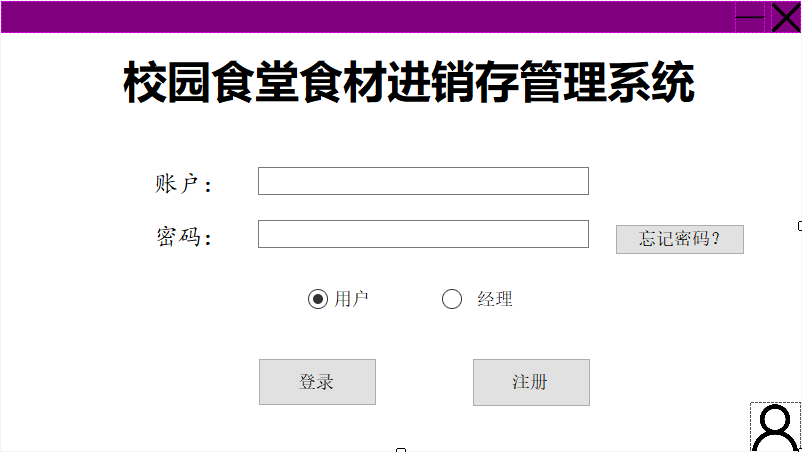 校园食堂食材进销存管理系统
账户：
密码：
忘记密码？
用户 经理
登录 注册